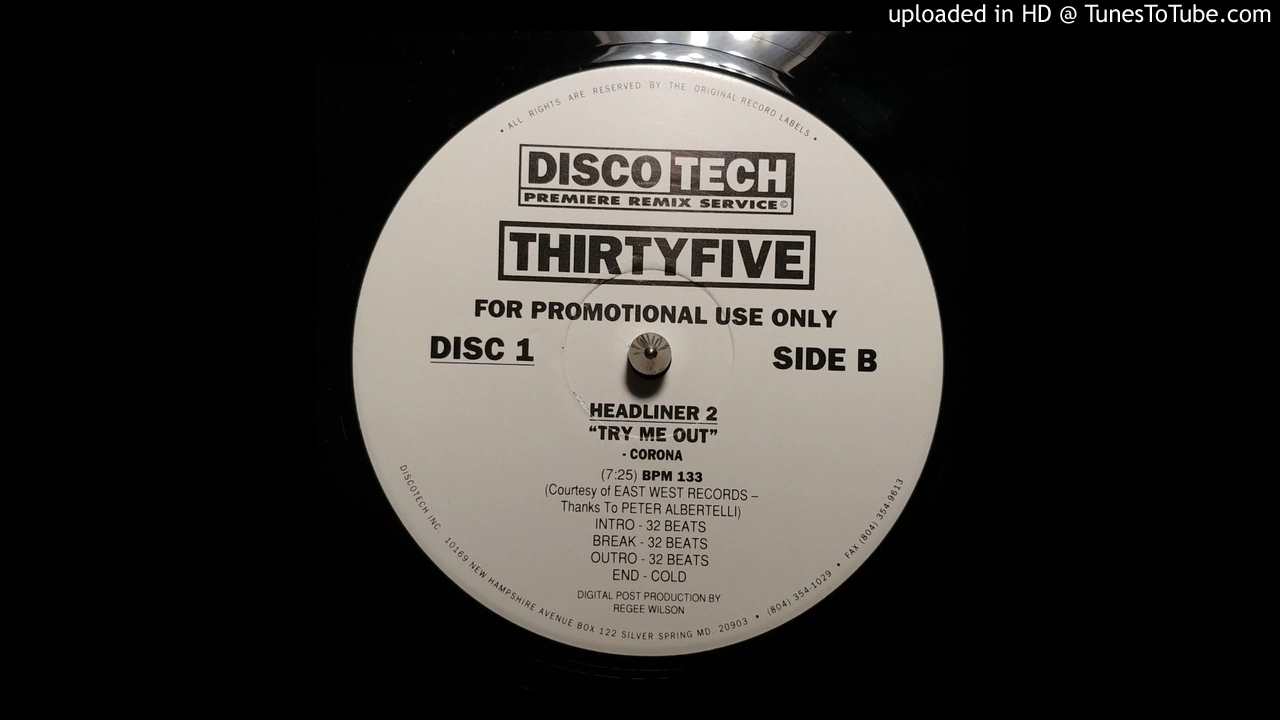 uploaded in HD @ TunesToTube.com
• ALL RIGHTS ARE RESERVED BY THE ORIGINAL RECORD LABELS •
DISCO TECH
PREMIERE REMIX SERVICE©
THIRTYFIVE
FOR PROMOTIONAL USE ONLY
DISC 1 SIDE B
HEADLINER 2
“TRY ME OUT”
- CORONA
(7:25) BPM 133
(Courtesy of EAST WEST RECORDS –
Thanks To PETER ALBERTELLI)
INTRO - 32 BEATS
BREAK - 32 BEATS
OUTRO - 32 BEATS
END - COLD
DIGITAL POST PRODUCTION BY
REGEE WILSON
DISCOTECH INC. 10169 NEW HAMPSHIRE AVENUE BOX 122 SILVER SPRING MD. 20903 • (804) 354-1029 • FAX (804) 354-9613